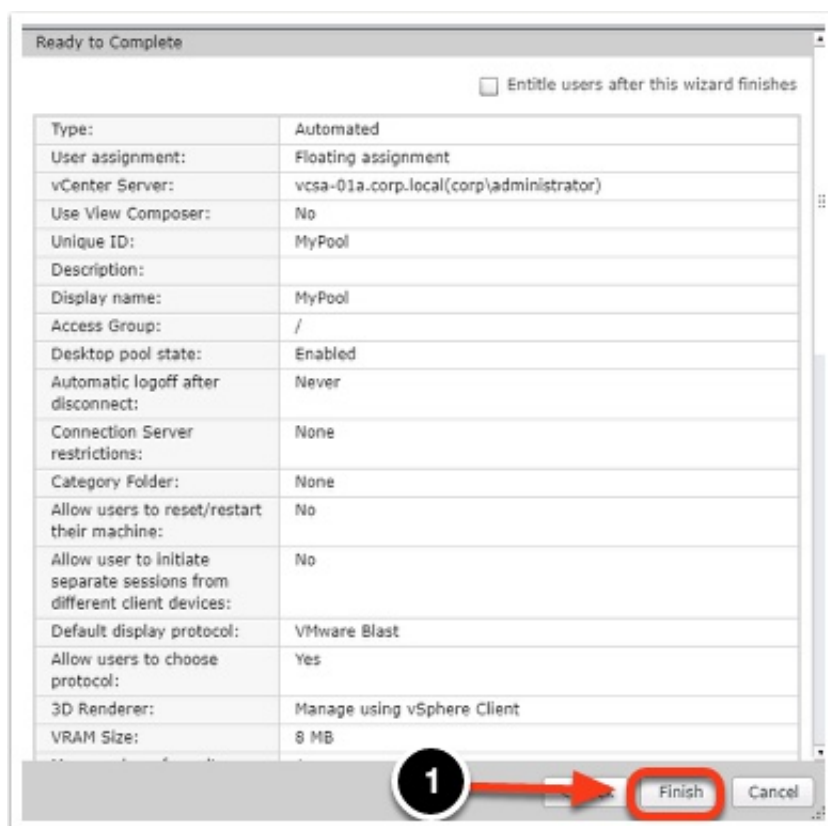 Ready to Complete
Entitle users after this wizard finishes
Type: Automated
User assignment: Floating assignment
vCenter Server: vcsa-01a.corp.local(corp\administrator)
Use View Composer: No
Unique ID: MyPool
Description:
Display name: MyPool
Access Group: /
Desktop pool state: Enabled
Automatic logoff after Never
disconnect:
Connection Server None
restrictions:
Category Folder: None
Allow users to reset/restart No
their machine:
Allow user to initiate No
separate sessions from
different client devices:
Default display protocol: VMware Blast
Allow users to choose Yes
protocol:
3D Renderer: Manage using vSphere Client
VRAM Size: 8 MB
1 Finish Cancel